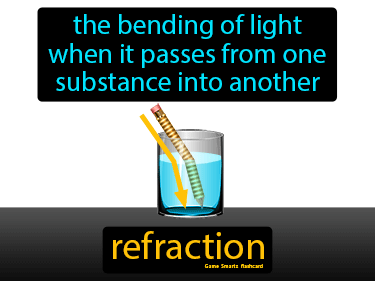 the bending of light
when it passes from one
substance into another
refraction
Game Smartz flashcard